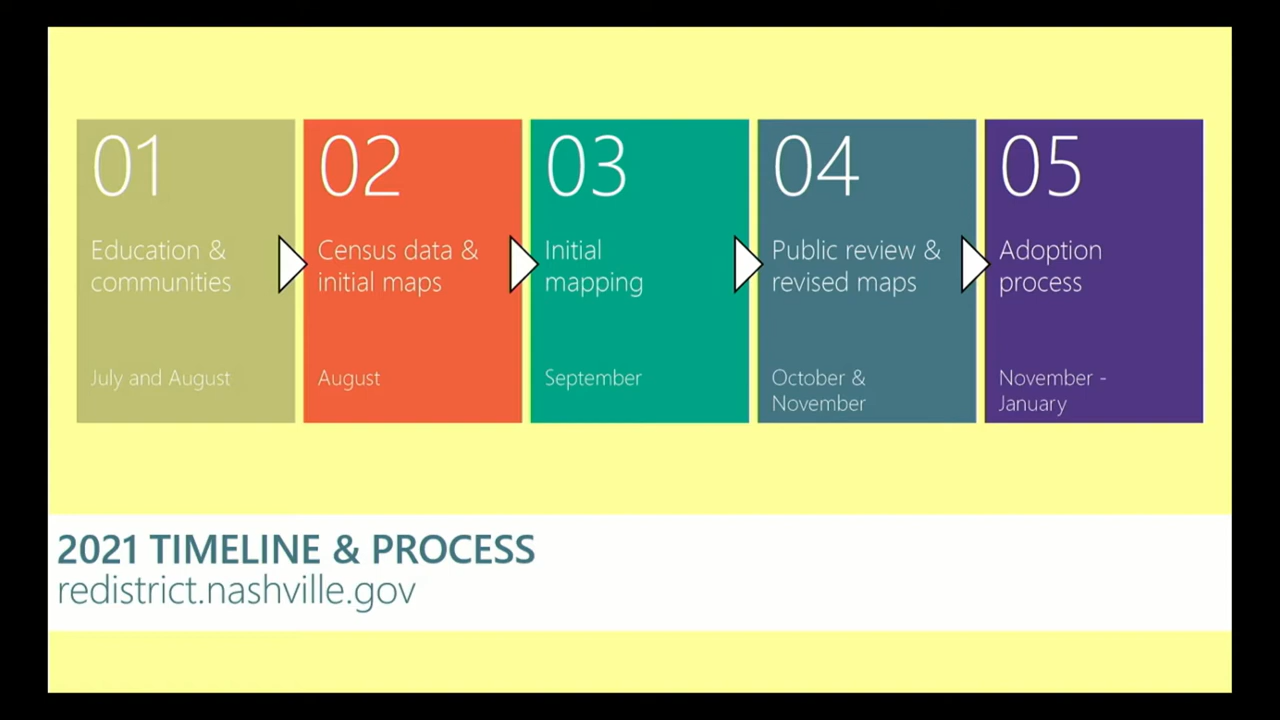 01
Education &
communities
July and August
02
Census data &
initial maps
August
03
Initial
mapping
September
04
Public review &
revised maps
October &
November
05
Adoption
process
November -
January
2021 TIMELINE & PROCESS
redistrict.nashville.gov